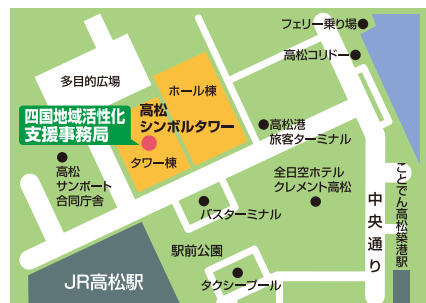 フェリー乗り場
高松コリドー
ホール棟
多目的広場
四国地域活性化
支援事務局
高松
シンボルタワー
高松港
旅客ターミナル
タワー棟
高松
サンポート
合同庁舎
全日空ホテル
クレメント高松
バスターミナル
中央通り
ことでん高松築港駅
駅前公園
JR高松駅
タクシープール